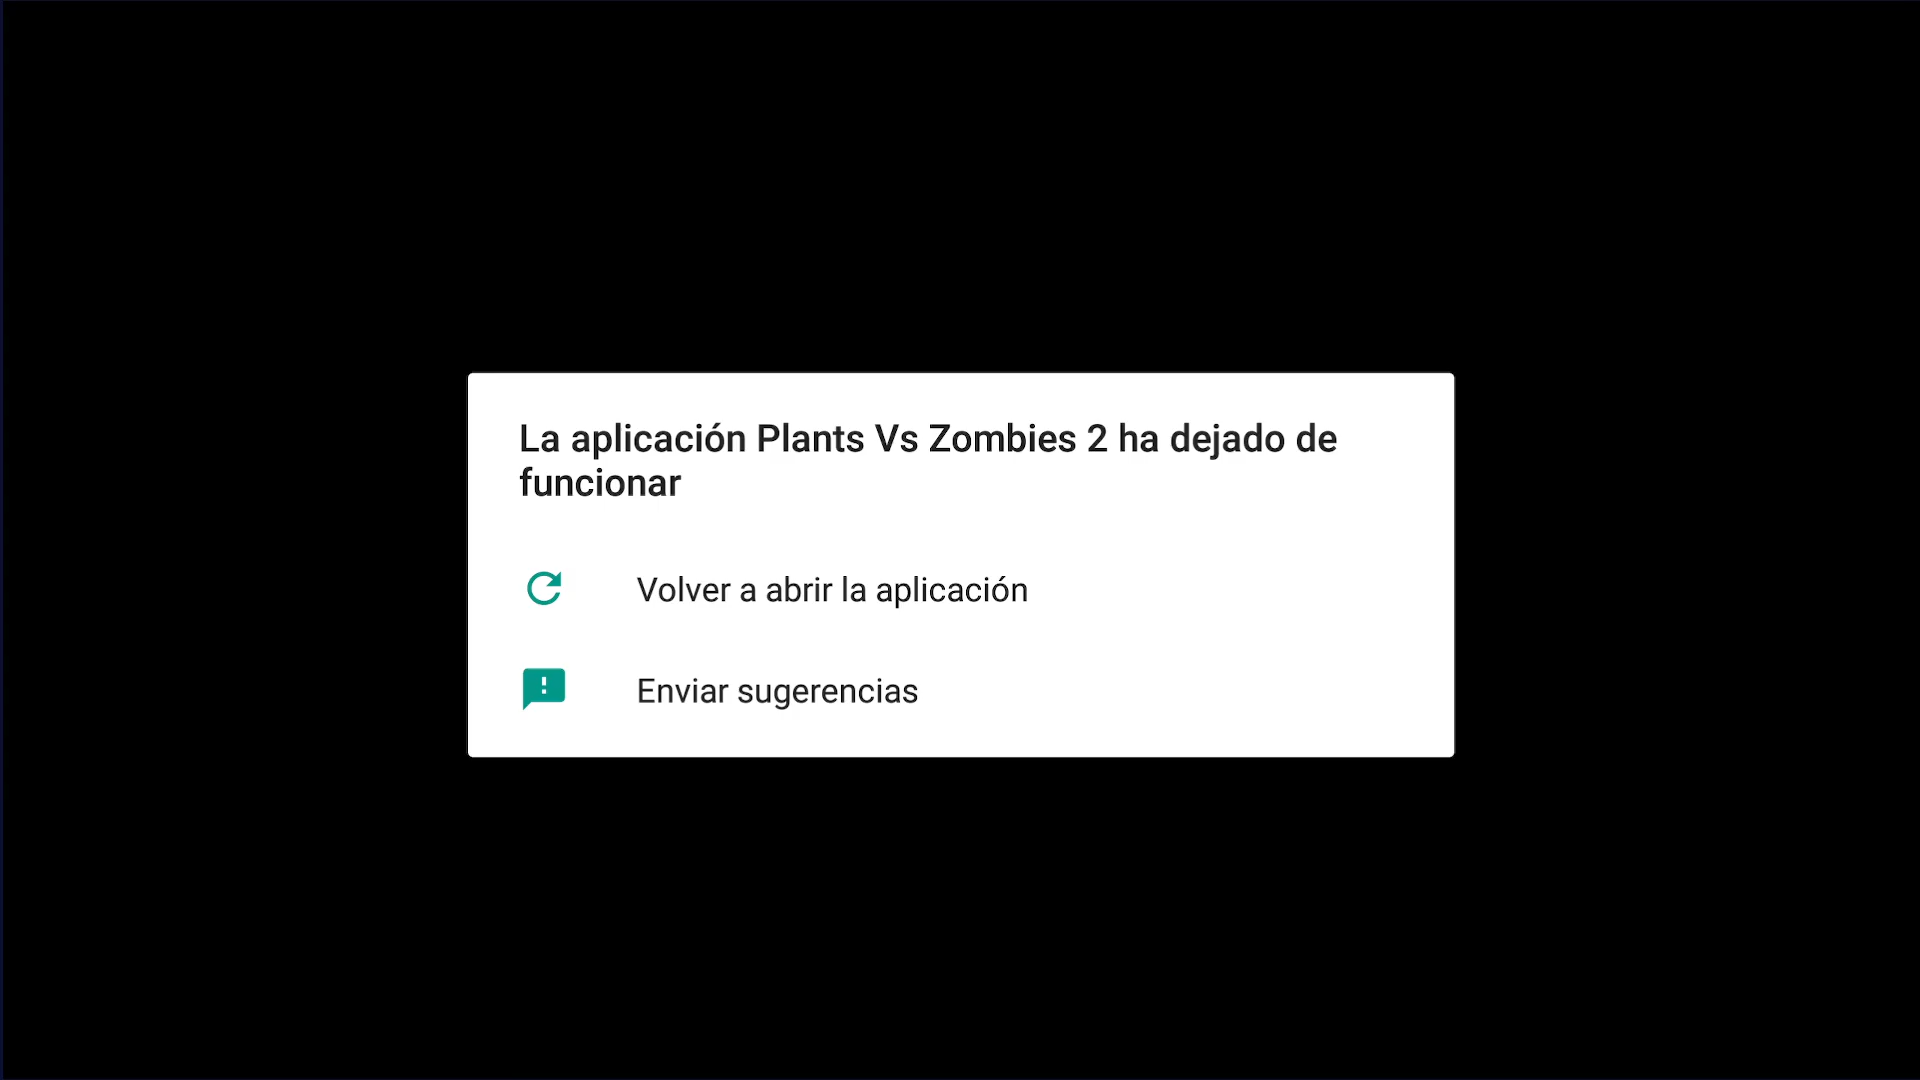 La aplicación Plants Vs Zombies 2 ha dejado de
funcionar
Volver a abrir la aplicación
Enviar sugerencias